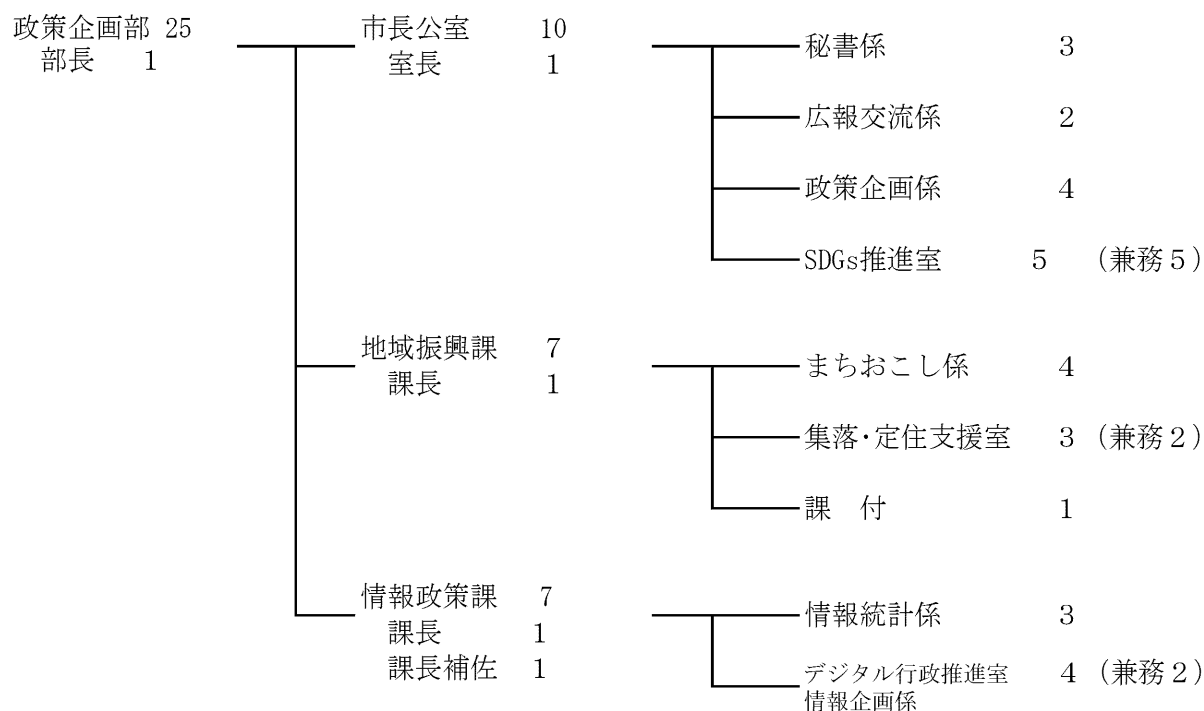 政策企画部 25
部長 1
市長公室 10
室長 1
秘書係 3
広報交流係 2
政策企画係 4
SDGs推進室 5 （兼務５）
地域振興課 7
課長 1
まちおこし係 4
集落・定住支援室 3 （兼務２）
課 付 1
情報政策課 7
課長 1
課長補佐 1
情報統計係 3
デジタル行政推進室 4 （兼務２）
情報企画係